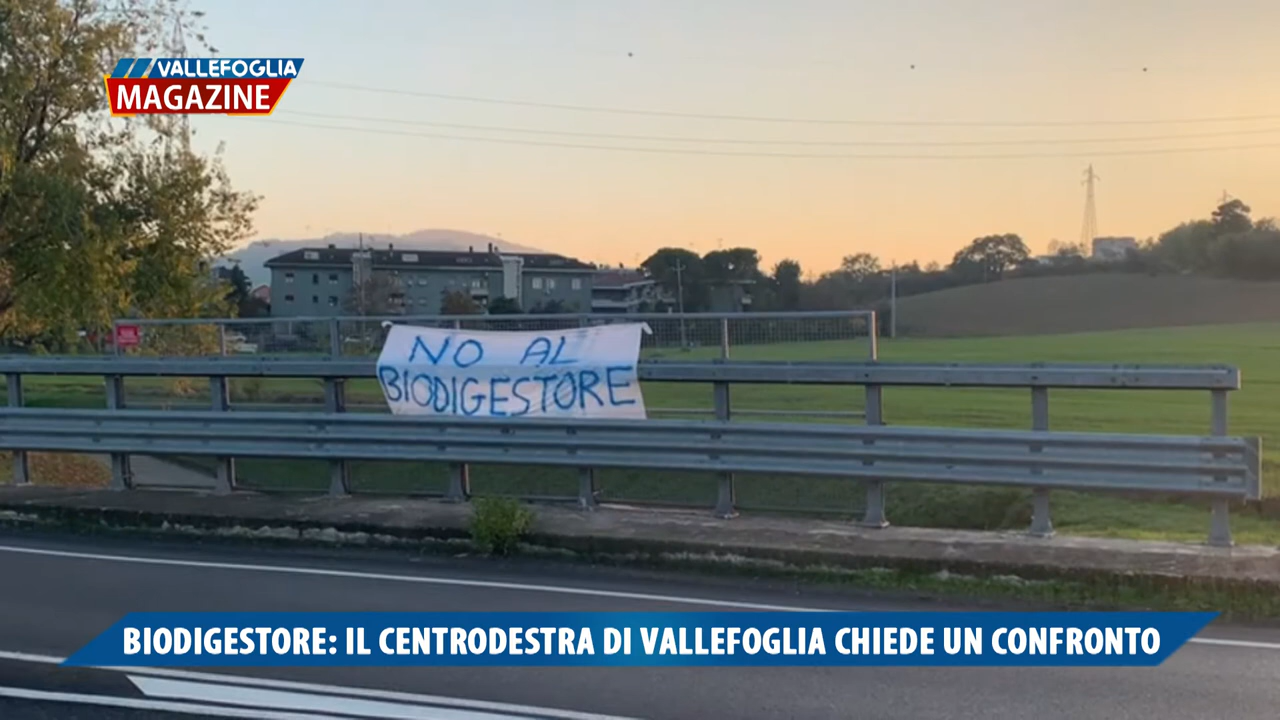 VALLEFOGLIA
MAGAZINE
NO AL
BIODIGESTORE
BIODIGESTORE: IL CENTRODESTRA DI VALLEFOGLIA CHIEDE UN CONFRONTO